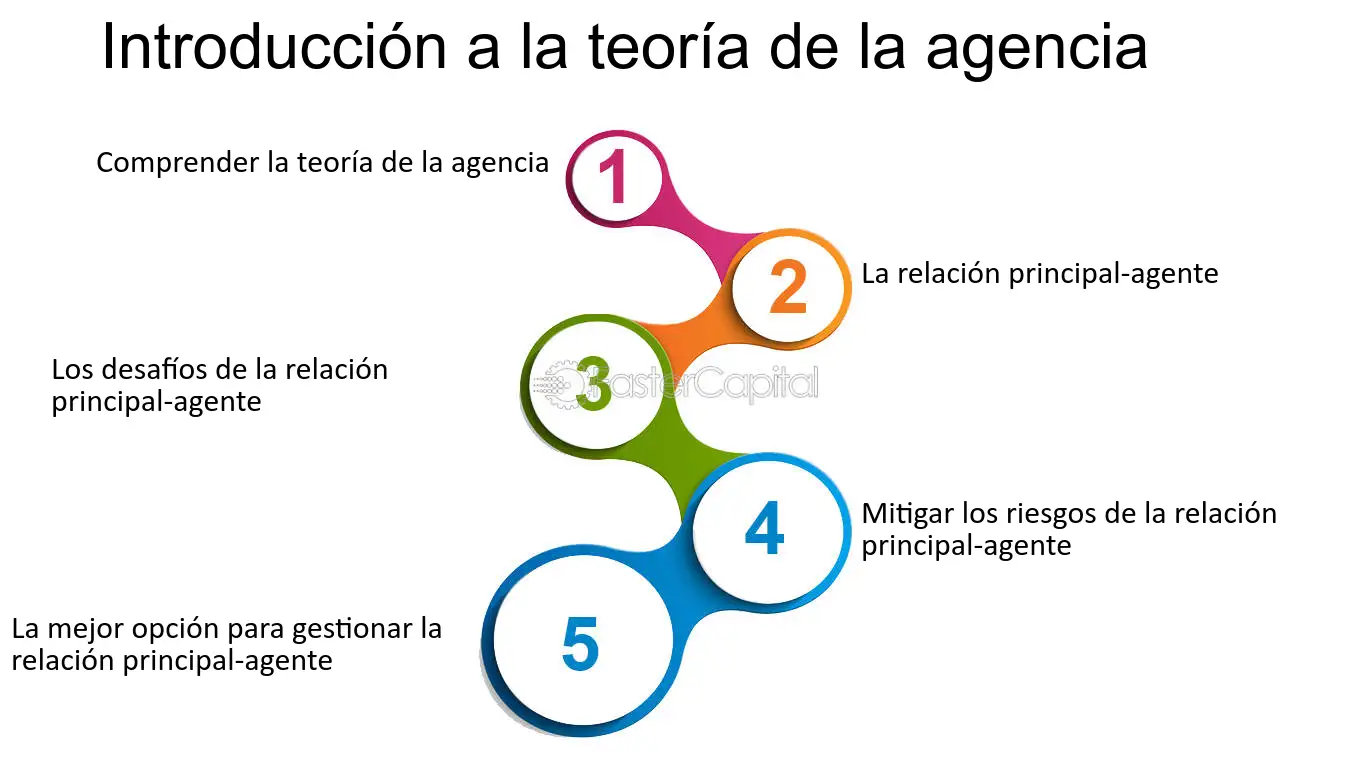 Introducción a la teoría de la agencia
Comprender la teoría de la agencia
1
2
La relación principal-agente
Los desafíos de la relación
principal-agente
3
FasterCapital
4
Mitigar los riesgos de la relación
principal-agente
La mejor opción para gestionar la
relación principal-agente
5